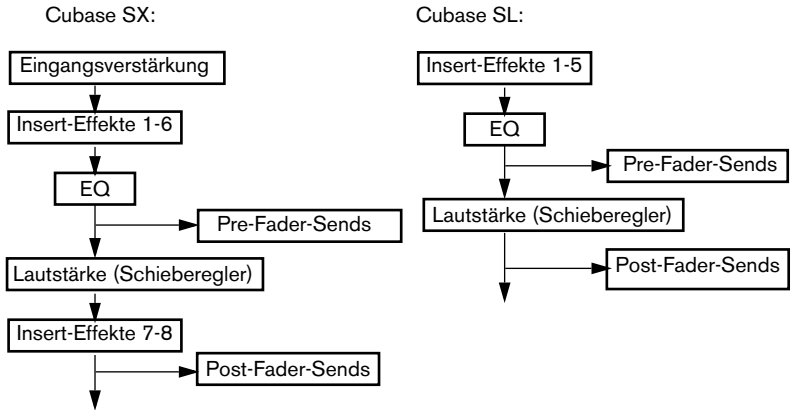 Cubase SX:
Eingangsverstärkung
Insert-Effekte 1-6
EQ
Pre-Fader-Sends
Lautstärke (Schieberegler)
Insert-Effekte 7-8
Post-Fader-Sends
Cubase SL:
Insert-Effekte 1-5
EQ
Pre-Fader-Sends
Lautstärke (Schieberegler)
Post-Fader-Sends